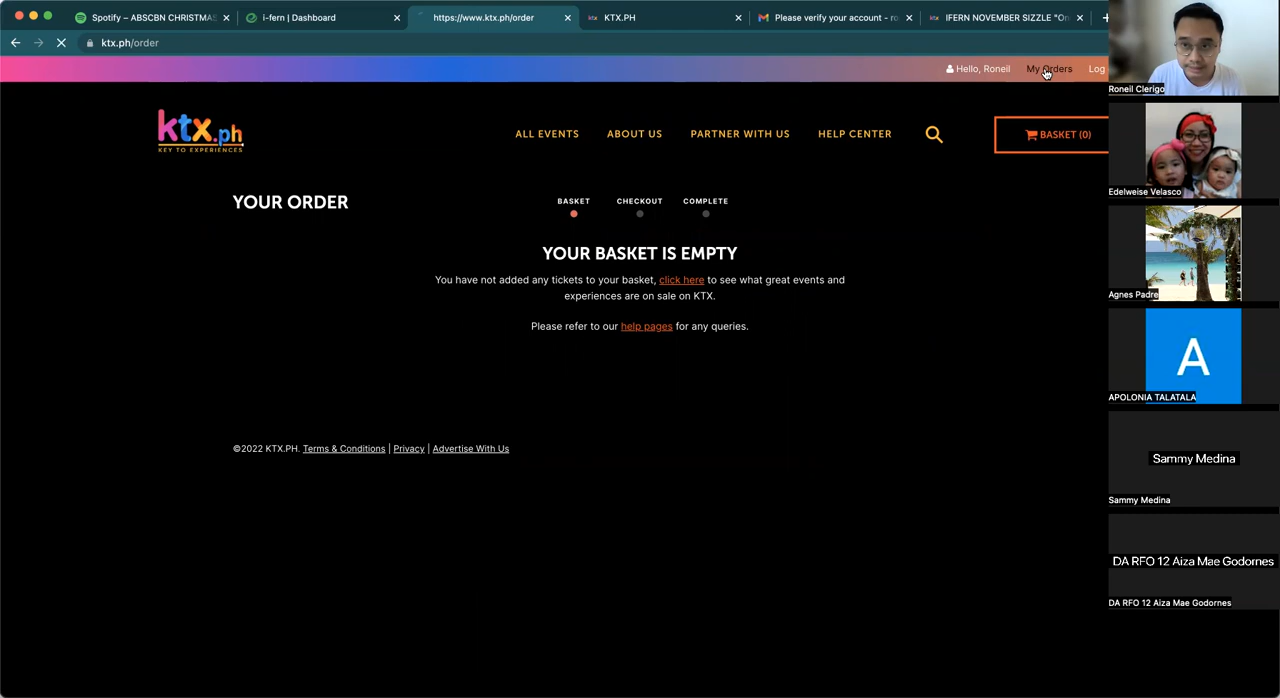 Spotify – ABSCBN CHRISTMAS
i-fern | Dashboard
https://www.ktx.ph/order
KTX.PH
Please verify your account - ro
IFERN NOVEMBER SIZZLE "On
ktx.ph/order
Hello, Roneil
My Orders
Log
ktx.ph
KEY TO EXPERIENCES
ALL EVENTS
ABOUT US
PARTNER WITH US
HELP CENTER
BASKET (0)
YOUR ORDER
BASKET
CHECKOUT
COMPLETE
YOUR BASKET IS EMPTY
You have not added any tickets to your basket, click here to see what great events and
experiences are on sale on KTX.
Please refer to our help pages for any queries.
©2022 KTX.PH. Terms & Conditions | Privacy | Advertise With Us
Roneil Clerigo
Edelweise Velasco
Agnes Padre
A
APOLONIA TALATALA
Sammy Medina
Sammy Medina
DA RFO 12 Aiza Mae Godornes
DA RFO 12 Aiza Mae Godornes